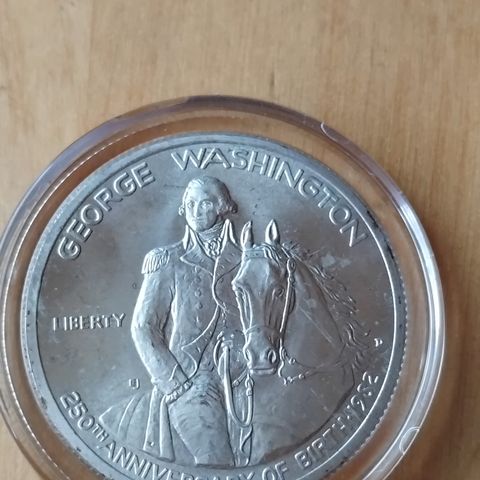 GEORGE WASHINGTON
LIBERTY
250TH ANNIVERSARY OF BIRTH 1982